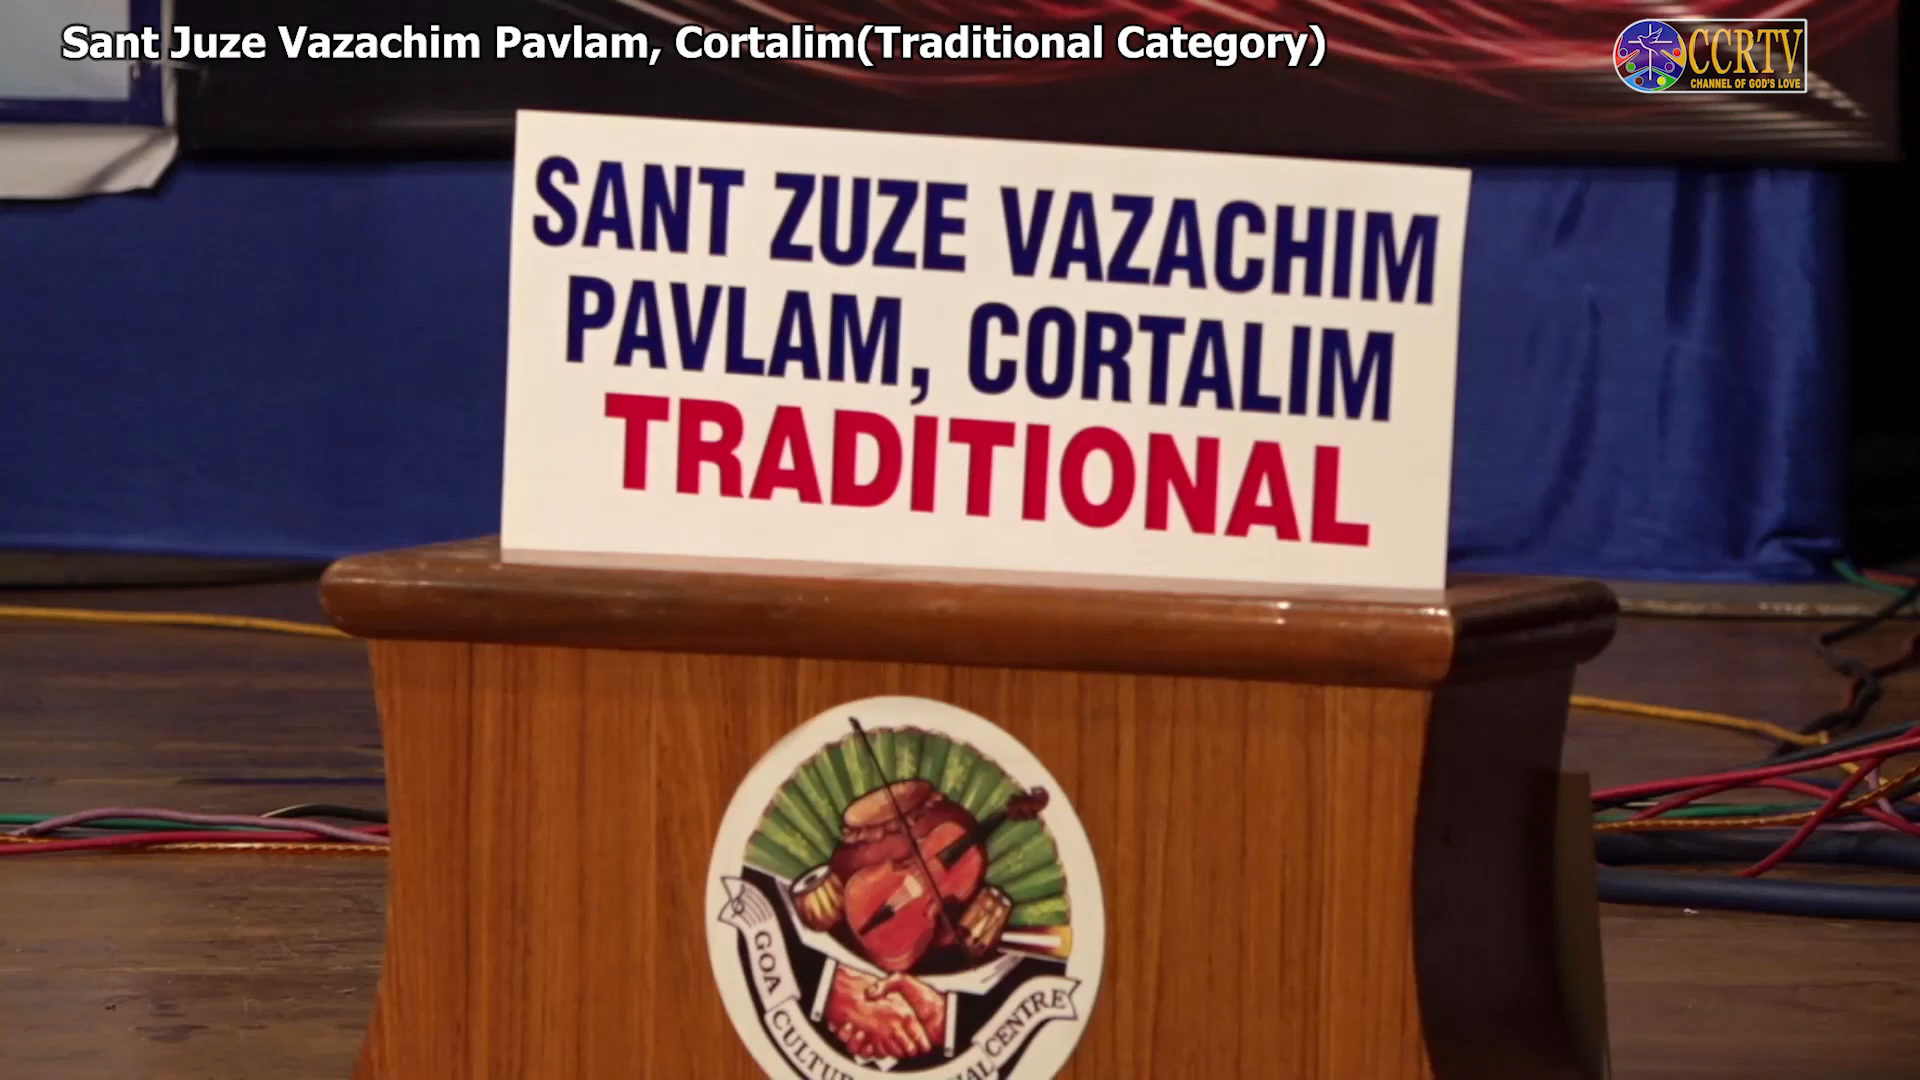 Sant Juze Vazachim Pavlam, Cortalim(Traditional Category)
CCRTV
CHANNEL OF GOD'S LOVE
SANT ZUZE VAZACHIM
PAVLAM, CORTALIM
TRADITIONAL
GOA
CENTRE